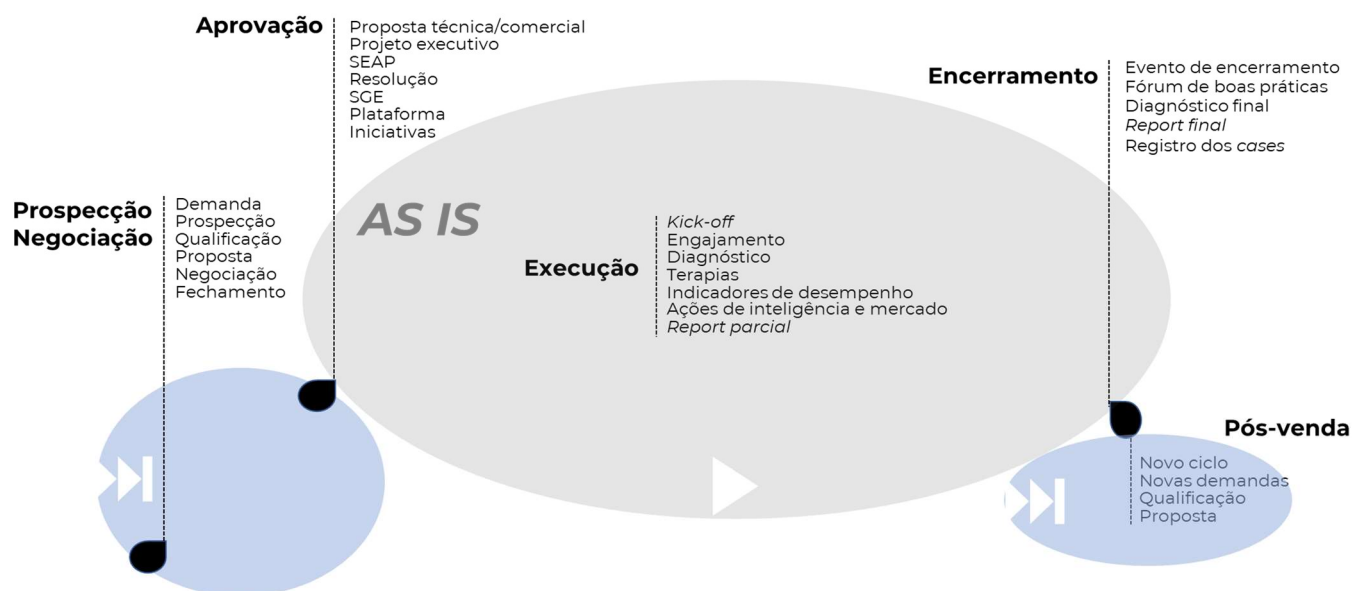 Aprovação
Proposta técnica/comercial
Projeto executivo
SEAP
Resolução
SGE
Plataforma
Iniciativas
Encerramento
Evento de encerramento
Fórum de boas práticas
Diagnóstico final
Report final
Registro dos cases
Prospecção
Negociação
Demanda
Prospecção
Qualificação
Proposta
Negociação
Fechamento
AS IS
Execução
Kick-off
Engajamento
Diagnóstico
Terapias
Indicadores de desempenho
Ações de inteligência e mercado
Report parcial
Pós-venda
Novo ciclo
Novas demandas
Qualificação
Proposta